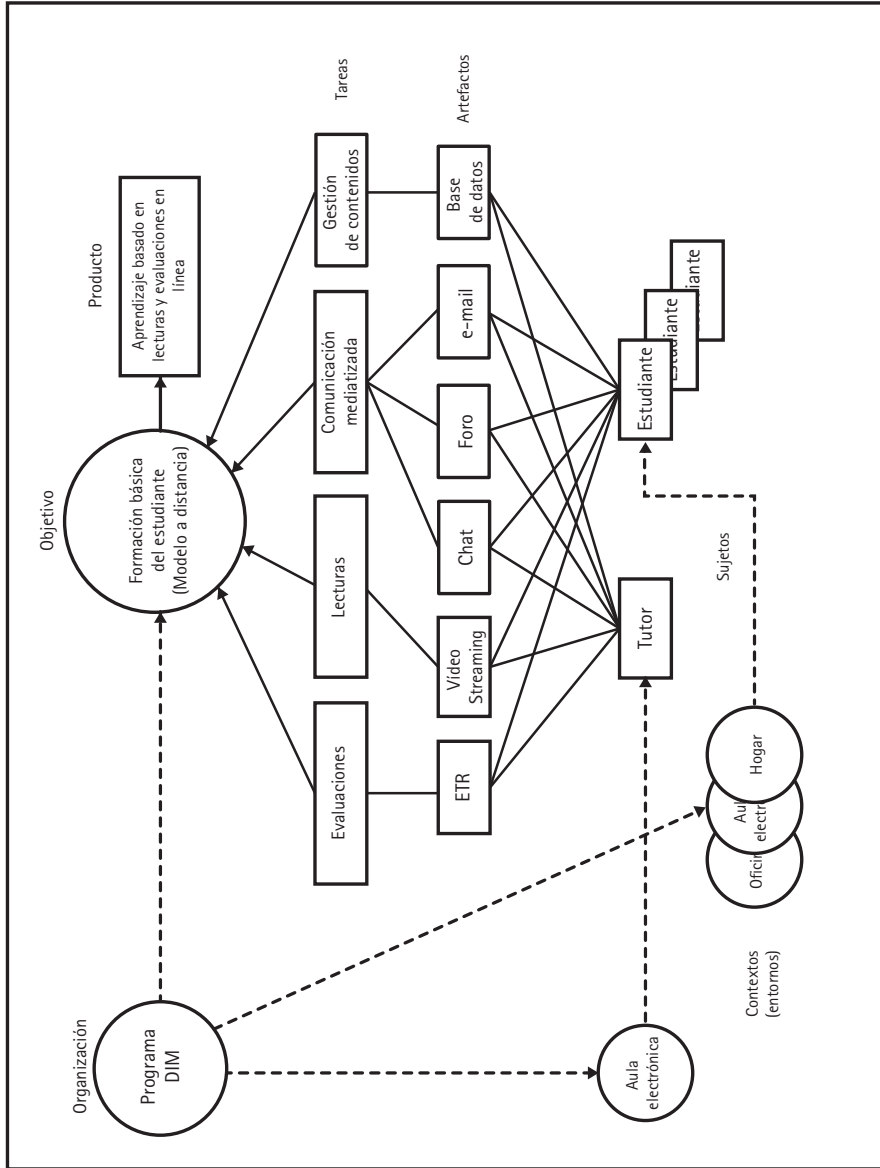 Organización
Programa
DIM
Objetivo
Formación básica
del estudiante
(Modelo a distancia)
Producto
Aprendizaje basado en
lecturas y evaluaciones en
línea
Tareas
Evaluaciones
Lecturas
Comunicación
mediatizada
Gestión
de contenidos
Artefactos
ETR
Vídeo
Streaming
Chat
Foro
e-mail
Base
de datos
Sujetos
Tutor
Estudiante
Contextos
(entornos)
Aula
electrónica
Hogar